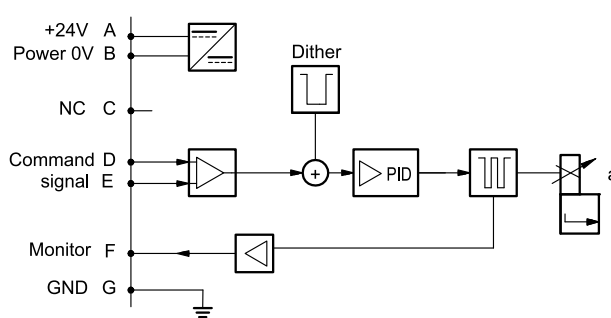 +24V A
Power 0V B
Dither
NC C
Command D
signal E
+
PID
a
Monitor F
GND G